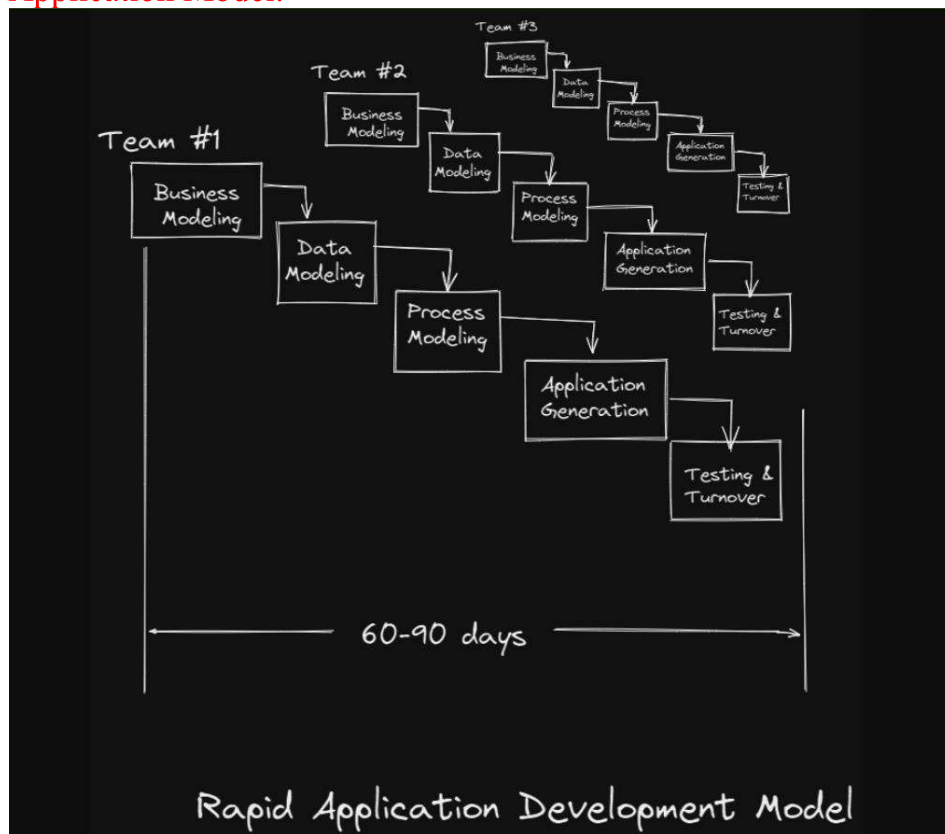 Team #3
Business
Modeling
Data
Modeling
Process
Modeling
Application
Generation
Testing &
Turnover
Team #2
Business
Modeling
Data
Modeling
Process
Modeling
Application
Generation
Testing &
Turnover
Team #1
Business
Modeling
Data
Modeling
Process
Modeling
Application
Generation
Testing &
Turnover
60-90 days
Rapid Application Development Model